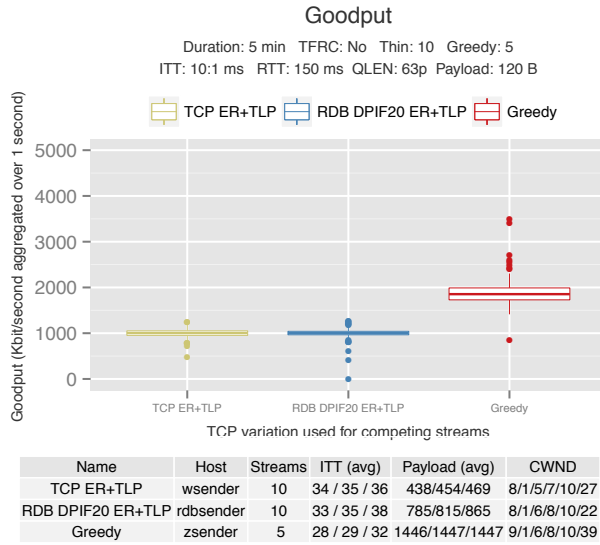 Goodput
Duration: 5 min TFRC: No Thin: 10 Greedy: 5
ITT: 10:1 ms RTT: 150 ms QLEN: 63p Payload: 120 B
TCP ER+TLP RDB DPIF20 ER+TLP Greedy
Goodput (Kbit/second aggregated over 1 second)
5000
4000
3000
2000
1000
0
TCP ER+TLP RDB DPIF20 ER+TLP Greedy
TCP variation used for competing streams
Name Host Streams ITT (avg) Payload (avg) CWND
TCP ER+TLP wsender 10 34 / 35 / 36 438/454/469 8/1/5/7/10/27
RDB DPIF20 ER+TLP rdbsender 10 33 / 35 / 38 785/815/865 8/1/6/8/10/22
Greedy zsender 5 28 / 29 / 32 1446/1447/1447 9/1/6/8/10/39